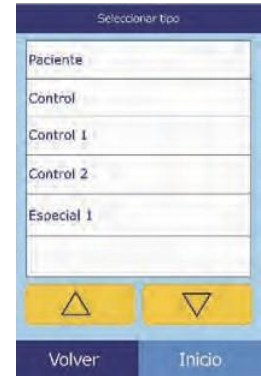 Seleccionar tipo
Paciente
Control
Control 1
Control 2
Especial 1
Volver Inicio